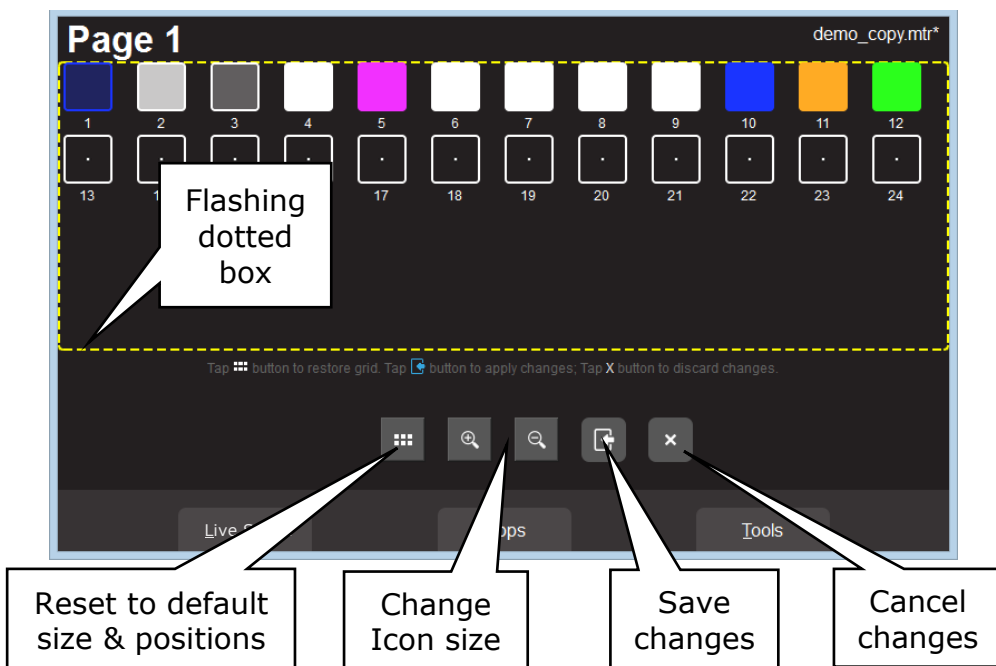 Page 1
demo_copy.mtr*
1 2 3 4 5 6 7 8 9 10 11 12
13 17 18 19 20 21 22 23 24
Flashing
dotted
box
Tap button to restore grid. Tap button to apply changes; Tap X button to discard changes.
Live
Tools
Reset to default
size & positions
Change
Icon size
Save
changes
Cancel
changes